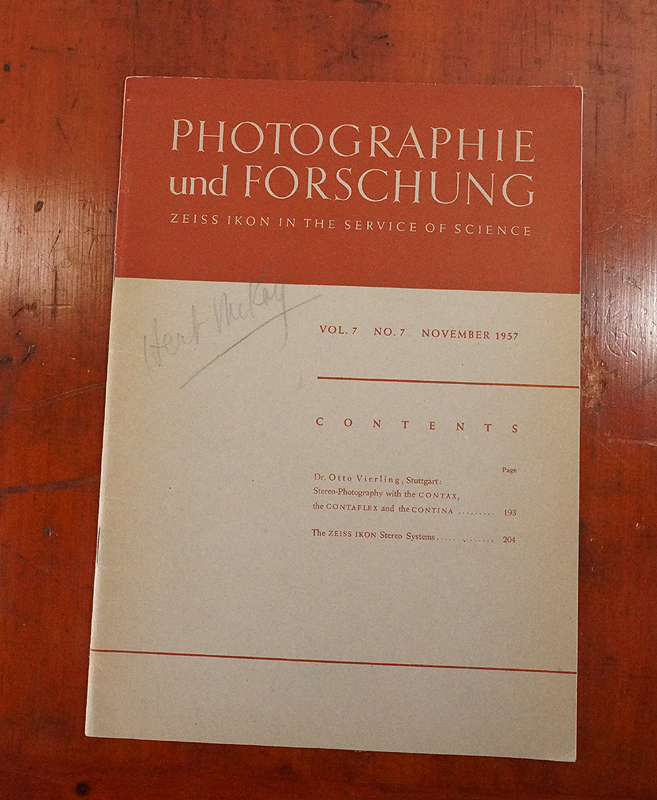 PHOTOGRAPHIE
und FORSCHUNG
ZEISS IKON IN THE SERVICE OF SCIENCE
Herb McKay
VOL. 7 NO. 7 NOVEMBER 1957
CONTENTS
Page
Dr. Otto Vierling, Stuttgart:
Stereo-Photography with the CONTAX,
the CONTAFLEX and the CONTINA ......... 193
The ZEISS IKON Stereo Systems .............. 204